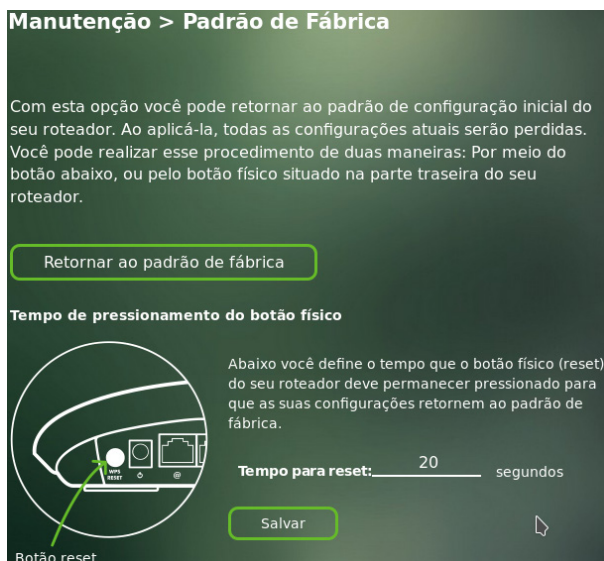 Manutenção > Padrão de Fábrica
Com esta opção você pode retornar ao padrão de configuração inicial do
seu roteador. Ao aplicá-la, todas as configurações atuais serão perdidas.
Você pode realizar esse procedimento de duas maneiras: Por meio do
botão abaixo, ou pelo botão físico situado na parte traseira do seu
roteador.
Retornar ao padrão de fábrica
Tempo de pressionamento do botão físico
Abaixo você define o tempo que o botão físico (reset)
do seu roteador deve permanecer pressionado para
que as suas configurações retornem ao padrão de
fábrica.
WPS
RESET
@
Tempo para reset: 20 segundos
Salvar
Botão reset